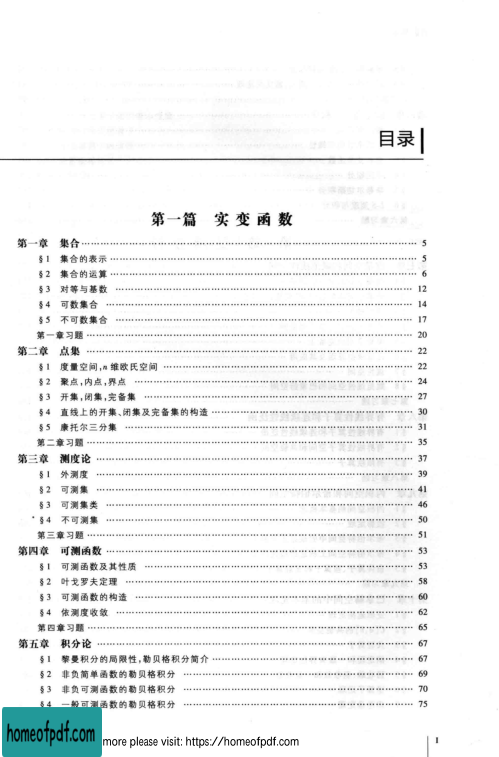 目录
第一篇 实变函数
第一章 集合 …… 5
§1 集合的表示 …… 5
§2 集合的运算 …… 6
§3 对等与基数 …… 12
§4 可数集合 …… 14
§5 不可数集合 …… 17
第一章习题 …… 20
第二章 点集 …… 22
§1 度量空间,n维欧氏空间 …… 22
§2 聚点,内点,界点 …… 24
§3 开集,闭集,完备集 …… 27
§4 直线上的开集、闭集及完备集的构造 …… 30
§5 康托尔三分集 …… 31
第二章习题 …… 35
第三章 测度论 …… 37
§1 外测度 …… 39
§2 可测集 …… 41
§3 可测集类 …… 46
*§4 不可测集 …… 50
第三章习题 …… 51
第四章 可测函数 …… 53
§1 可测函数及其性质 …… 53
§2 叶戈罗夫定理 …… 58
§3 可测函数的构造 …… 60
§4 依测度收敛 …… 62
第四章习题 …… 65
第五章 积分论 …… 67
§1 黎曼积分的局限性,勒贝格积分简介 …… 67
§2 非负简单函数的勒贝格积分 …… 69
§3 非负可测函数的勒贝格积分 …… 70
§4 一般可测函数的勒贝格积分 …… 75
homeofpdf.com more please visit: https://homeofpdf.com
1